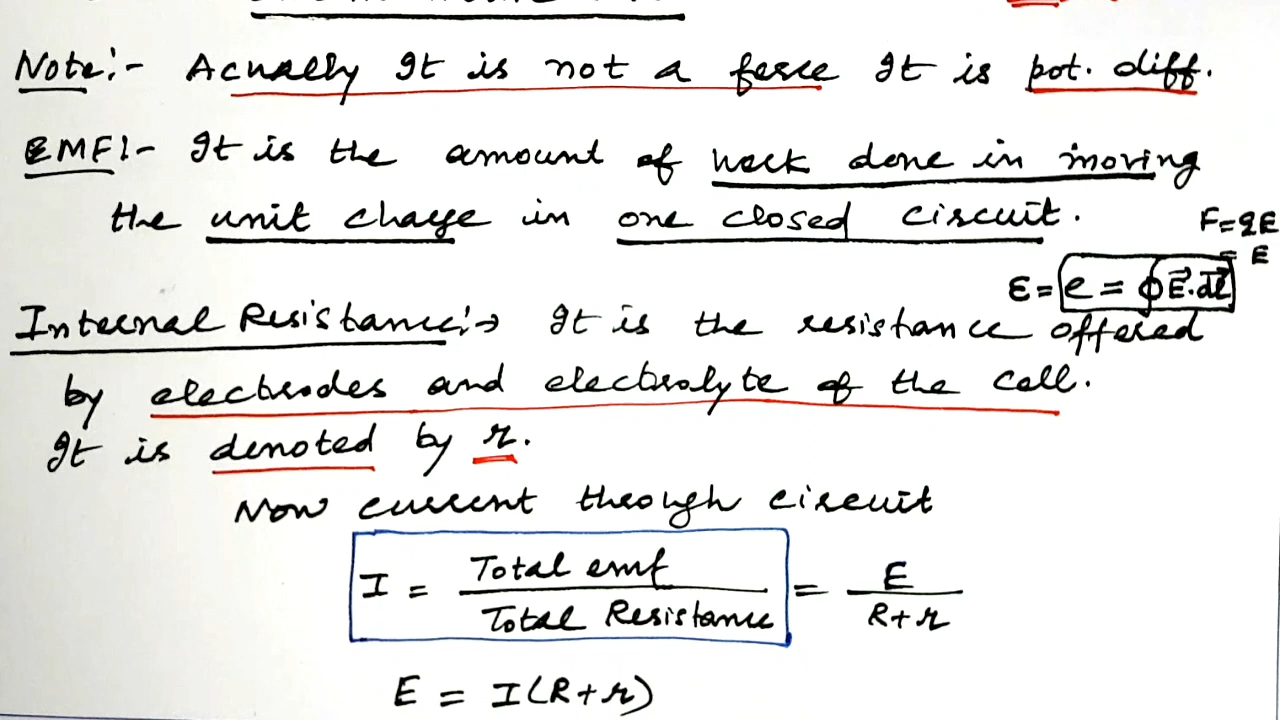 Note:- Acually It is not a force It is pot. diff.
EMF:- It is the amount of work done in moving
the unit charge in one closed circuit.
F=qE
= E
ε = e = ∮E⃗.dl⃗
Internal Resistance:→ It is the resistance offered
by electrodes and electrolyte of the cell.
It is denoted by r.
Now current through circuit
I = Total emf / Total Resistance = E / R+r
E = I(R+r)